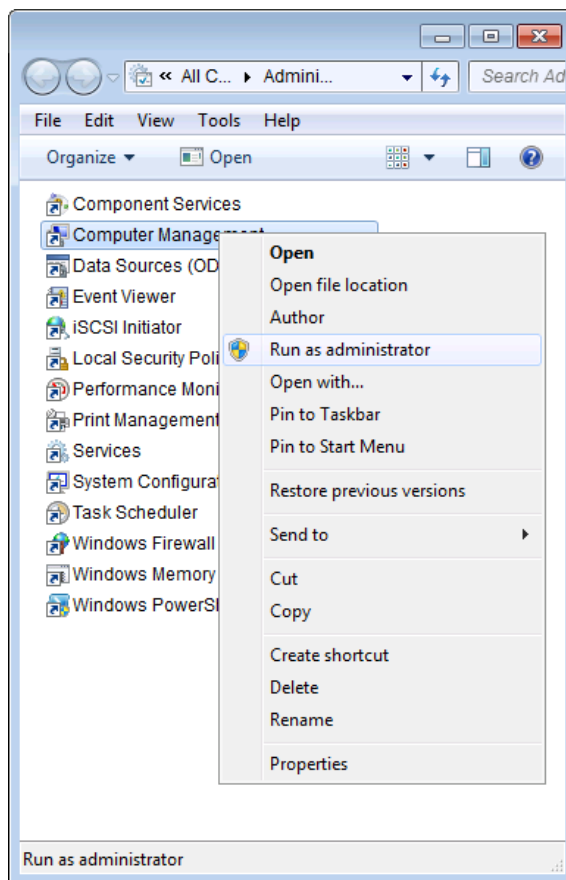 « All C... Admini... Search Ad
File Edit View Tools Help
Organize Open
Component Services
Computer Management
Data Sources (OD
Event Viewer
iSCSI Initiator
Local Security Poli
Performance Moni
Print Management
Services
System Configurat
Task Scheduler
Windows Firewall
Windows Memory
Windows PowerSh
Open
Open file location
Author
Run as administrator
Open with...
Pin to Taskbar
Pin to Start Menu
Restore previous versions
Send to
Cut
Copy
Create shortcut
Delete
Rename
Properties
Run as administrator